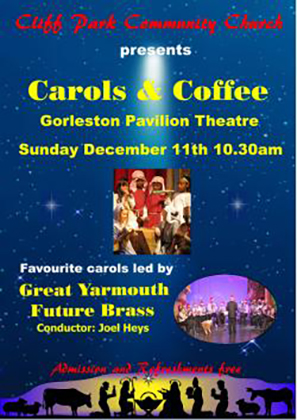 Cliff Park Community Church
presents
Carols & Coffee
Gorleston Pavilion Theatre
Sunday December 11th 10.30am
Favourite carols led by
Great Yarmouth
Future Brass
Conductor: Joel Heys
Admission and Refreshments free